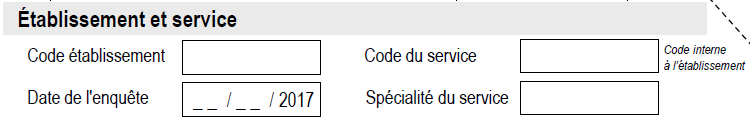 Établissement et service
Code établissement Code du service Code interne
à l'établissement
Date de l'enquête _ _ / _ _ / 2017 Spécialité du service